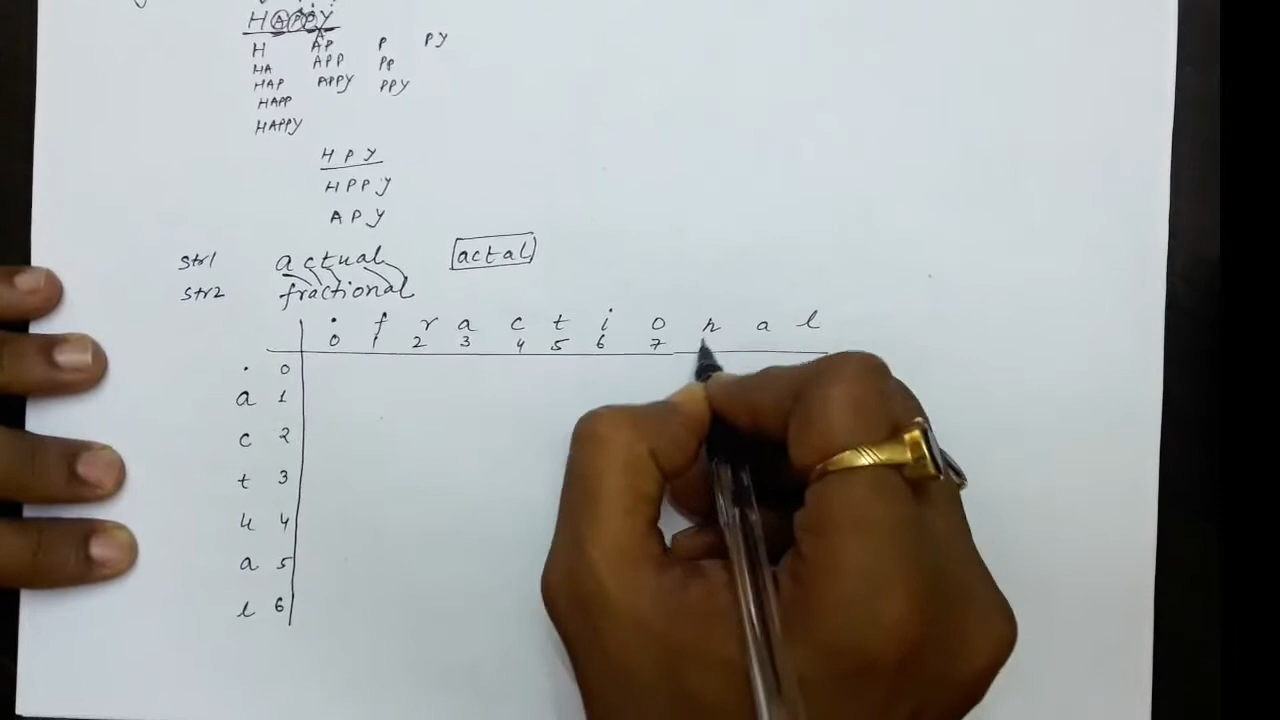 HAPPY
A
H AP P PY
HA APP PP
HAP APPY PPY
HAPP
HAPPY
HPY
HPPY
APY
str1 actual actal
str2 fractional
. f r a c t i o n a l
0 1 2 3 4 5 6 7
. 0
a 1
c 2
t 3
u 4
a 5
l 6